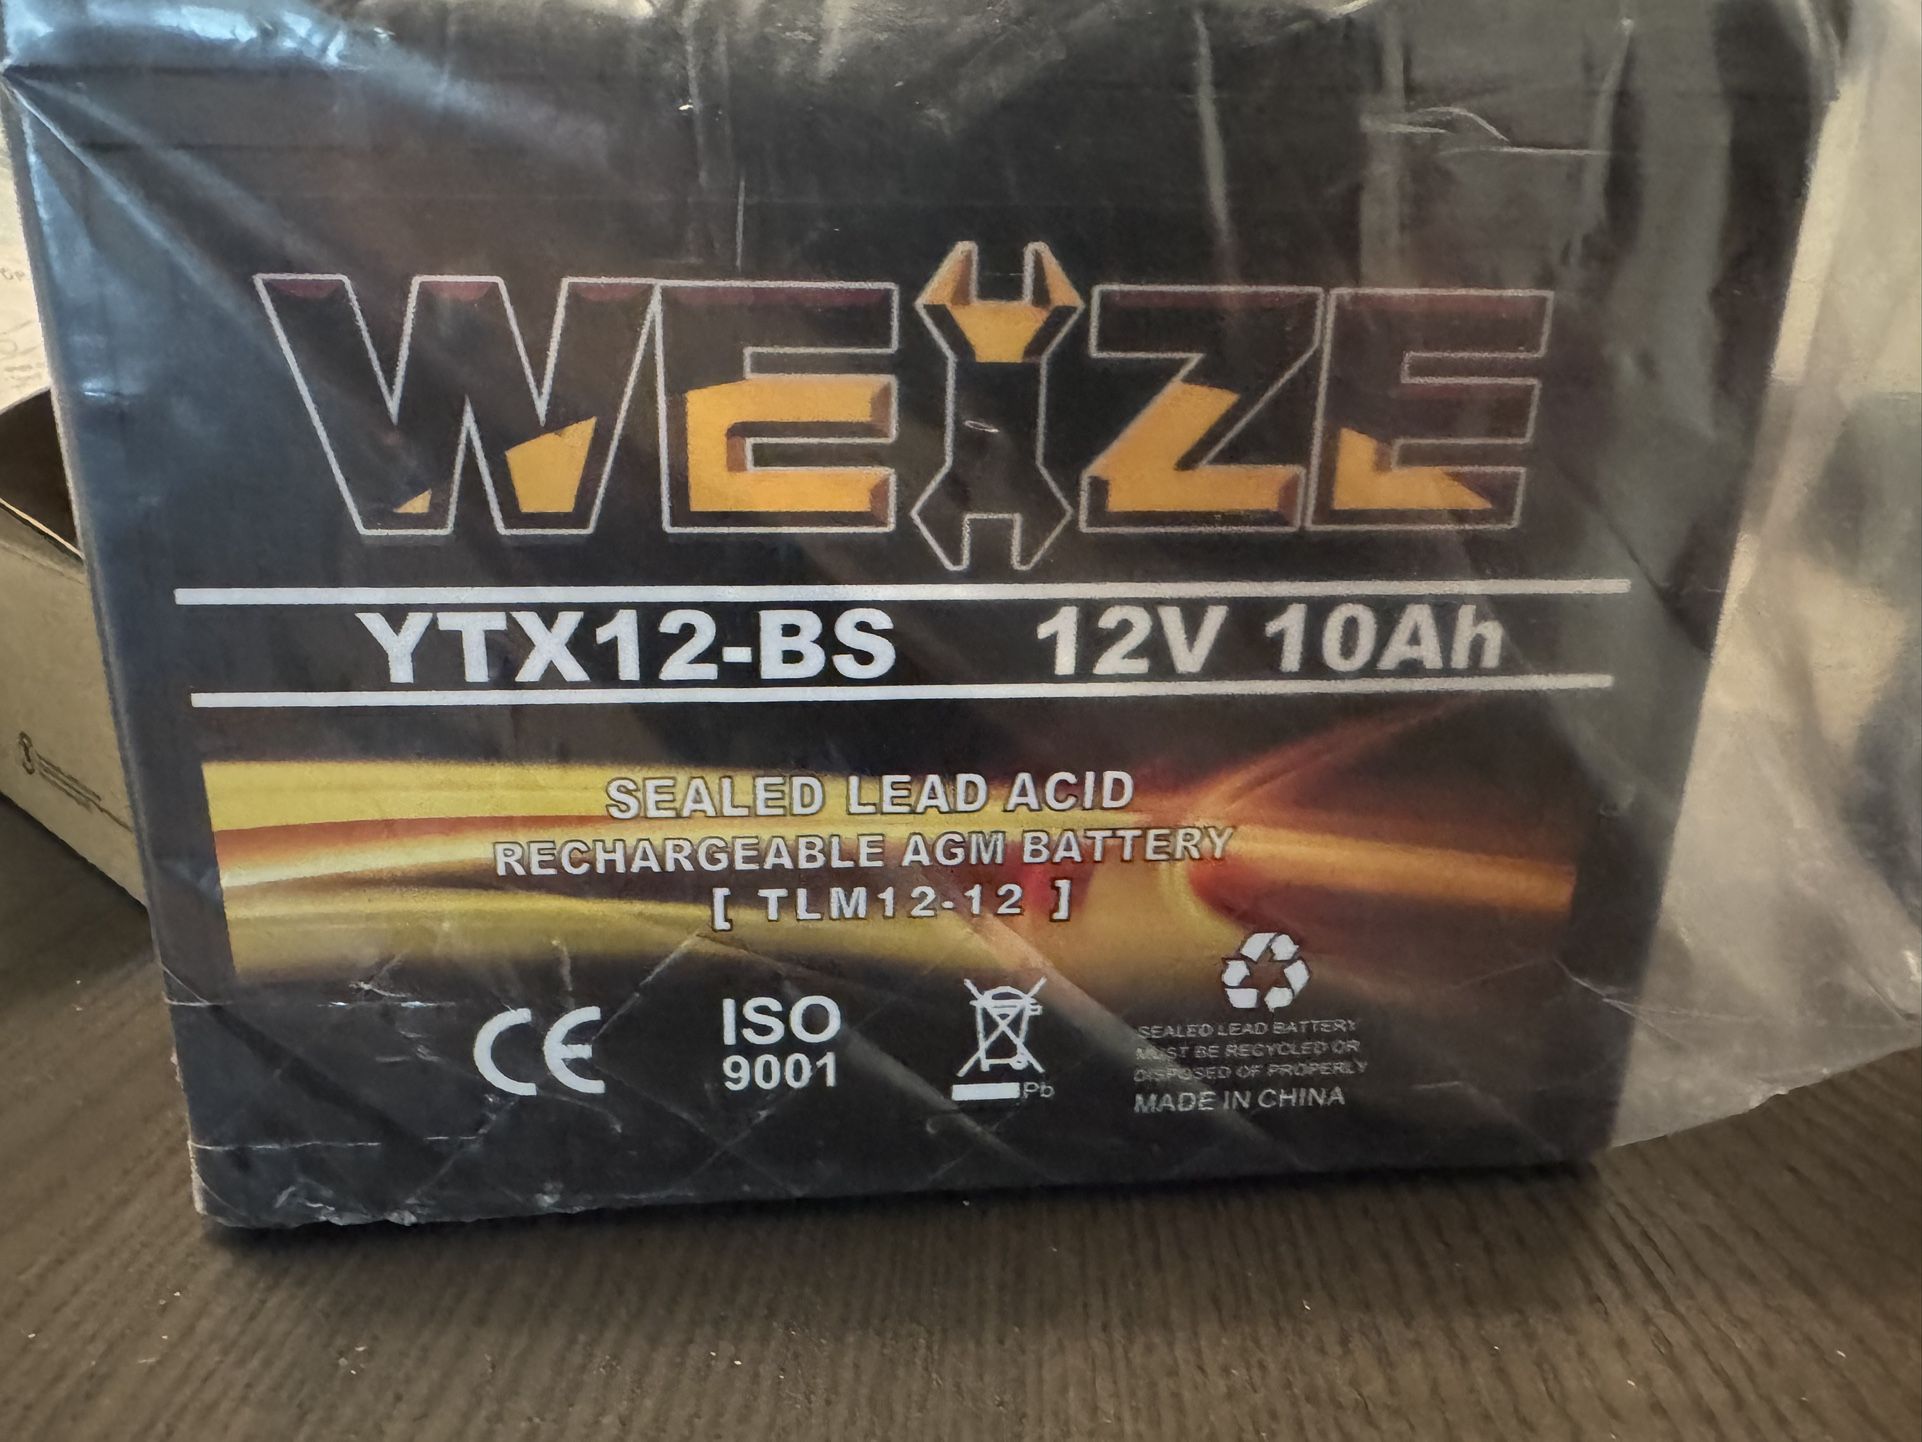 WEIZE
YTX12-BS 12V 10Ah
SEALED LEAD ACID
RECHARGEABLE AGM BATTERY
[ TLM12-12 ]
CE
ISO
9001
Pb
SEALED LEAD BATTERY
MUST BE RECYCLED OR
DISPOSED OF PROPERLY
MADE IN CHINA